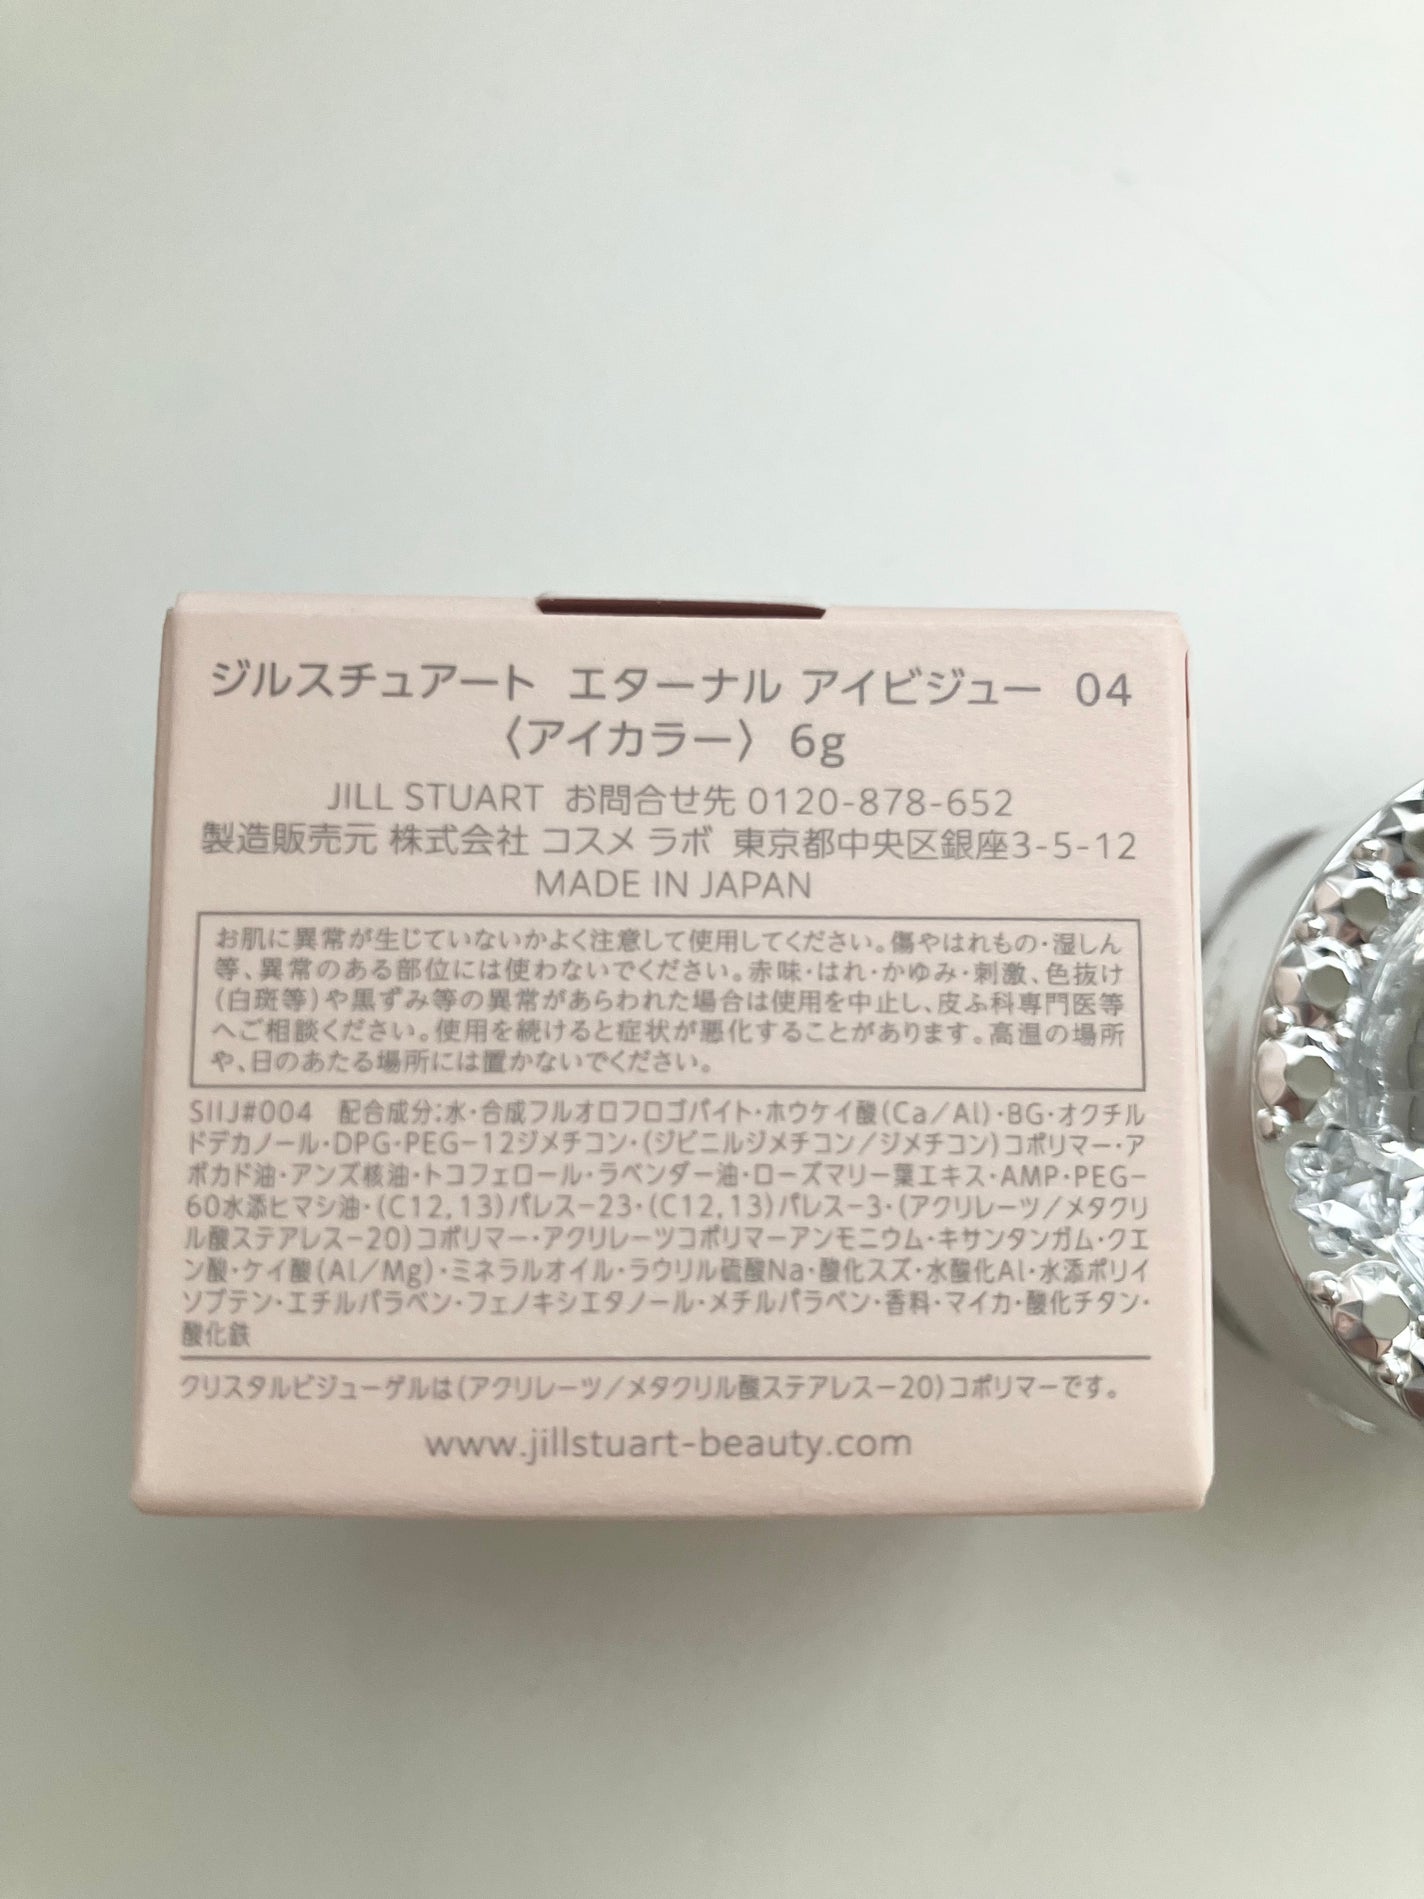 ジルスチュアート エターナル アイビジュー 04
〈アイカラー〉 6g
JILL STUART お問合せ先 0120-878-652
製造販売元 株式会社 コスメ ラボ 東京都中央区銀座3-5-12
MADE IN JAPAN
お肌に異常が生じていないかよく注意して使用してください。傷やはれもの・湿しん
等、異常のある部位には使わないでください。赤味・はれ・かゆみ・刺激、色抜け
(白斑等)や黒ずみ等の異常があらわれた場合は使用を中止し、皮ふ科専門医等
へご相談ください。使用を続けると症状が悪化することがあります。高温の場所
や、日のあたる場所には置かないでください。
SIIJ#004 配合成分:水・合成フルオロフロゴパイト・ホウケイ酸(Ca/Al)・BG・オクチル
ドデカノール・DPG・PEG-12ジメチコン・(ジビニルジメチコン/ジメチコン)コポリマー・ア
ボカド油・アンズ核油・トコフェロール・ラベンダー油・ローズマリー葉エキス・AMP・PEG-
60水添ヒマシ油・(C12,13)パレス-23・(C12,13)パレス-3・(アクリレーツ/メタクリ
ル酸ステアレス-20)コポリマー・アクリレーツコポリマーアンモニウム・キサンタンガム・クエ
ン酸・ケイ酸(Al/Mg)・ミネラルオイル・ラウリル硫酸Na・酸化スズ・水酸化Al・水添ポリイ
ソブテン・エチルパラベン・フェノキシエタノール・メチルパラベン・香料・マイカ・酸化チタン・
酸化鉄
クリスタルビジューゲルは(アクリレーツ/メタクリル酸ステアレス-20)コポリマーです。
www.jillstuart-beauty.com